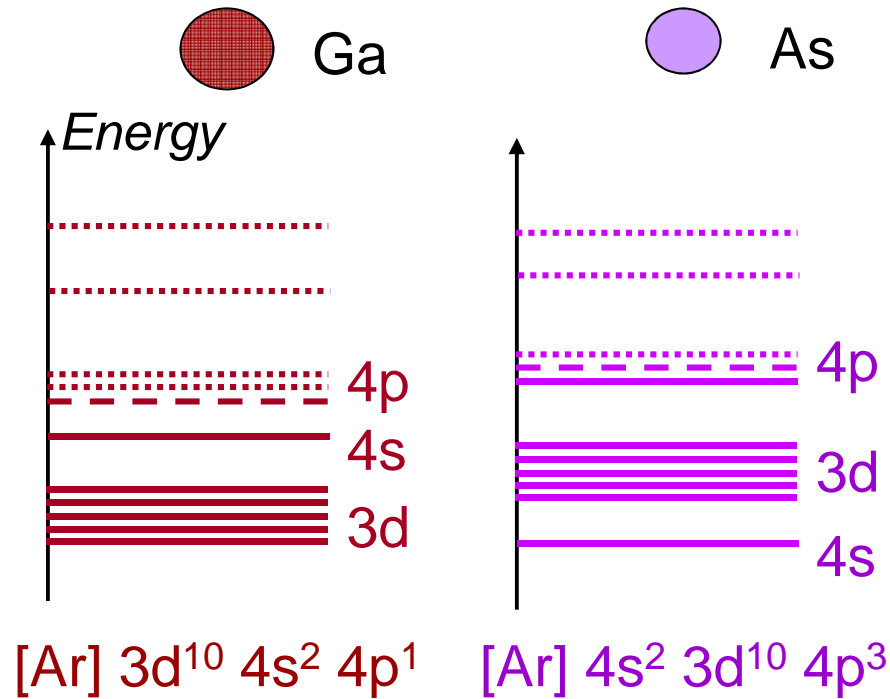 Ga
As
Energy
4p
4s
3d
4p
3d
4s
[Ar] 3d¹⁰ 4s² 4p¹
[Ar] 4s² 3d¹⁰ 4p³